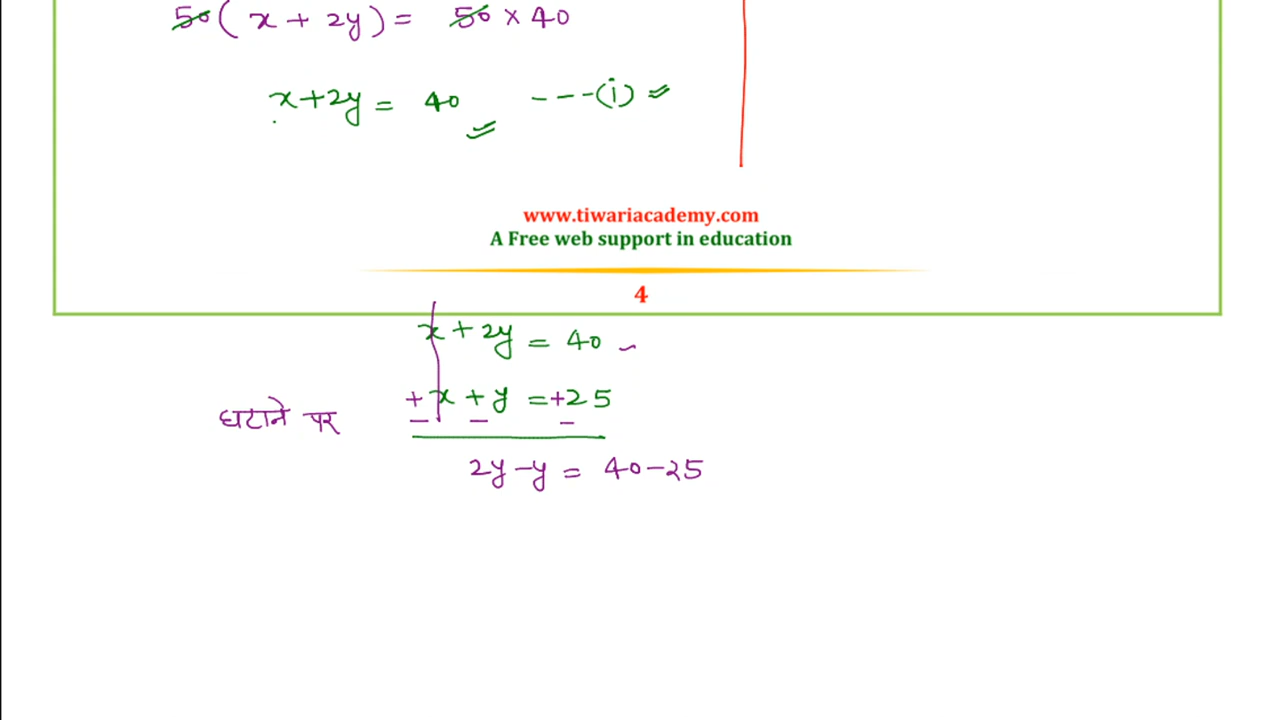 50( x + 2y ) = 50 × 40
x + 2y = 40 ---(i)
www.tiwariacademy.com
A Free web support in education
4
x + 2y = 40
घटाने पर + x + y = +25
− − −
2y - y = 40 - 25